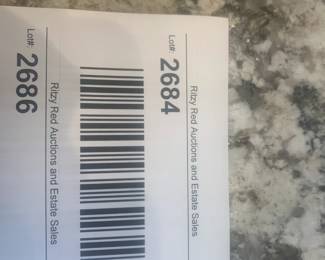 Ritzy Red Auctions and Estate Sales
Lot#: 2684
Ritzy Red Auctions and Estate Sales
Lot#: 2686